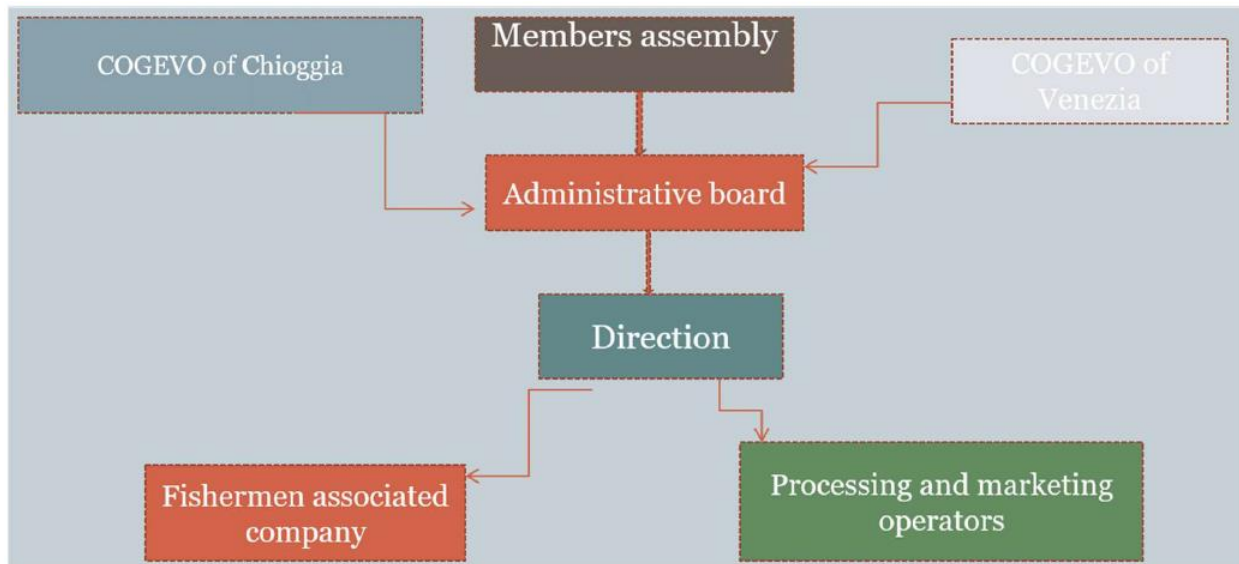 Members assembly
COGEVO of Chioggia
COGEVO of
Venezia
Administrative board
Direction
Fishermen associated
company
Processing and marketing
operators